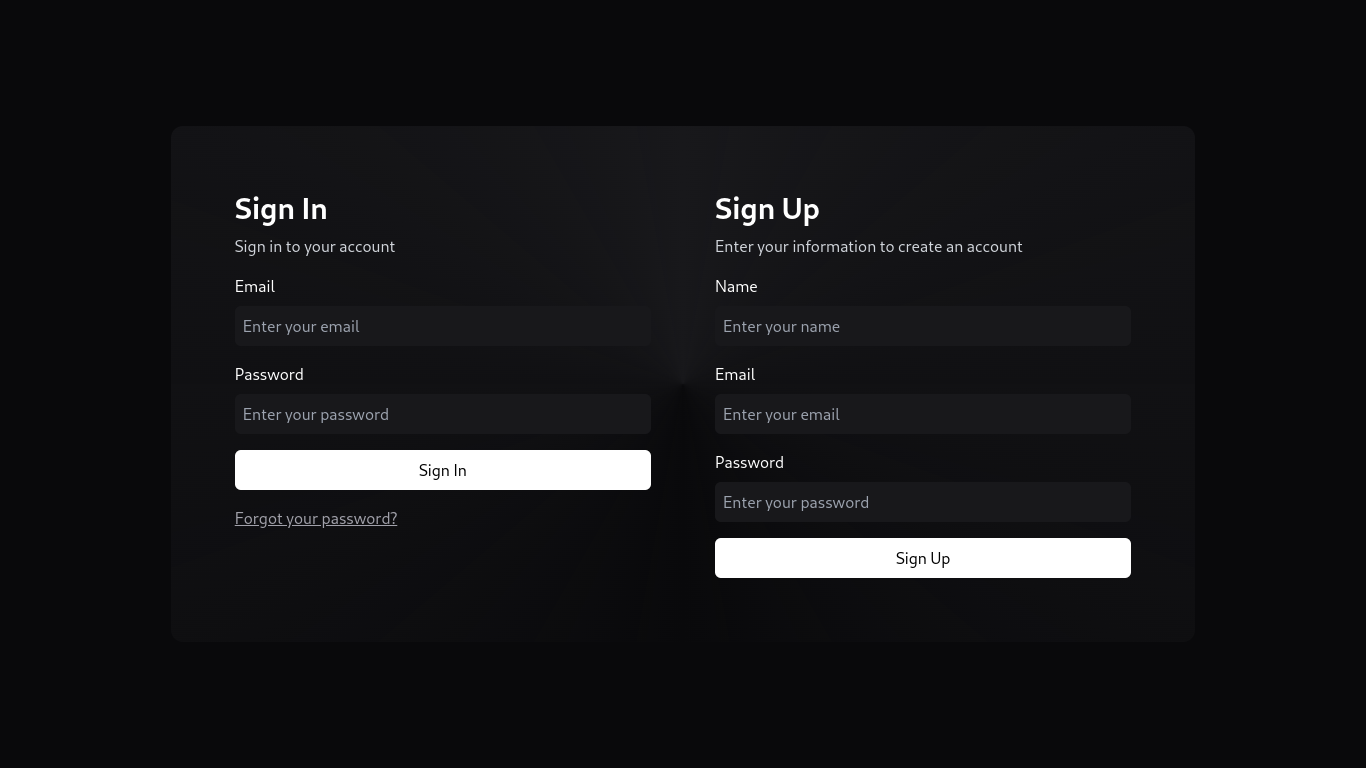 Sign In
Sign in to your account
Email
Enter your email
Password
Enter your password
Sign In
Forgot your password?
Sign Up
Enter your information to create an account
Name
Enter your name
Email
Enter your email
Password
Enter your password
Sign Up